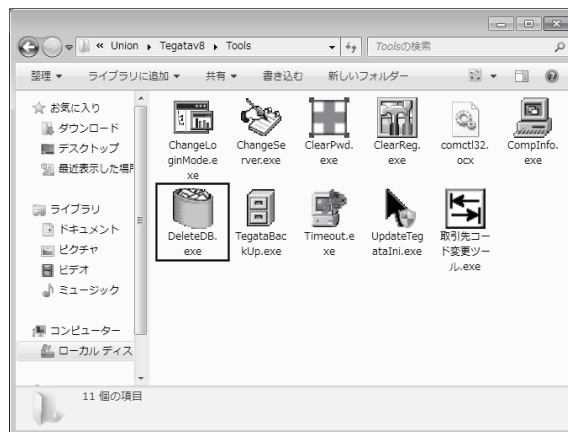 « Union ▸ Tegatav8 ▸ Tools
Toolsの検索
整理 ▼ ライブラリに追加 ▼ 共有 ▼ 書き込む 新しいフォルダー
お気に入り
ダウンロード
デスクトップ
最近表示した場所
ライブラリ
ドキュメント
ピクチャ
ビデオ
ミュージック
コンピューター
ローカル ディス
ChangeLo
ginMode.e
xe
ChangeSe
rver.exe
ClearPwd.
exe
ClearReg.
exe
comctl32.
ocx
CompInfo.
exe
DeleteDB.
exe
TegataBac
kUp.exe
Timeout.e
xe
UpdateTeg
ataIni.exe
取引先コー
ド変更ツー
ル.exe
11 個の項目